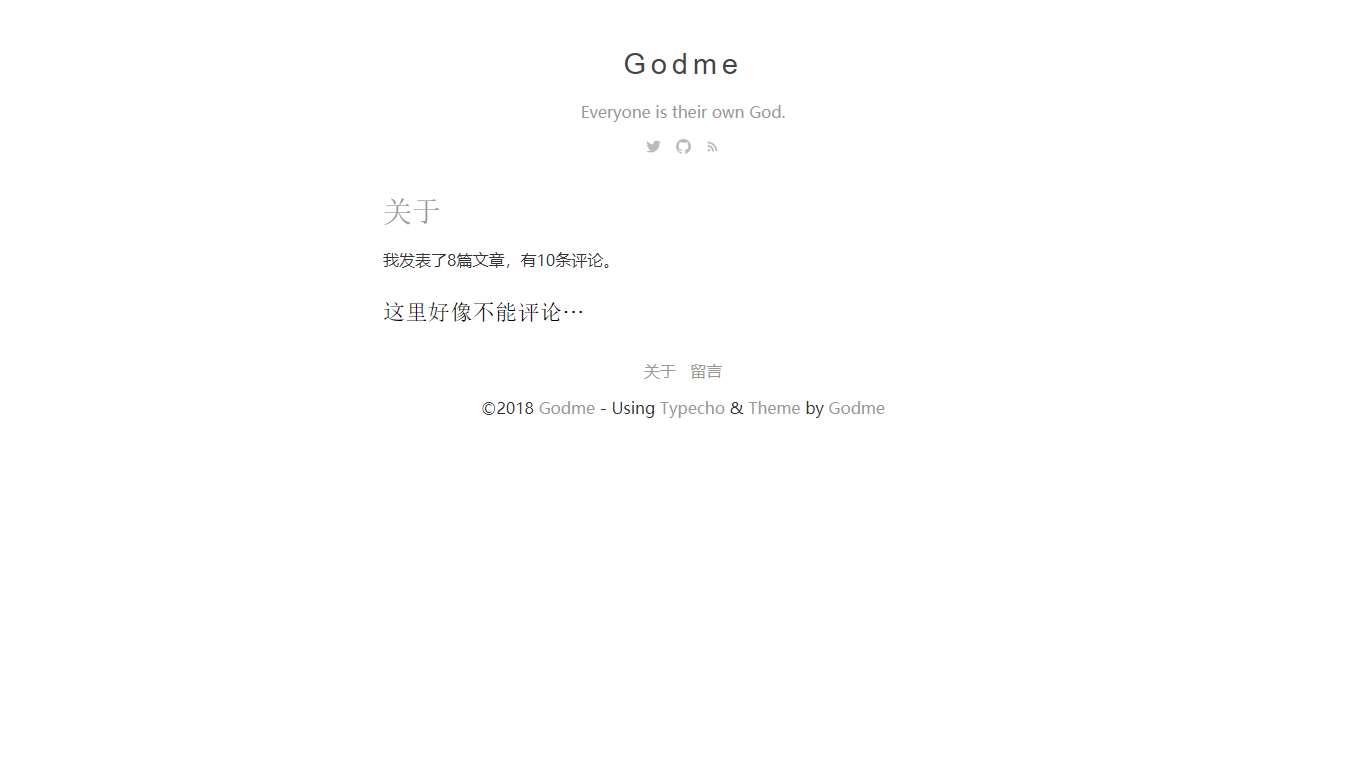 Godme
Everyone is their own God.
关于
我发表了8篇文章，有10条评论。
这里好像不能评论…
关于 留言
©2018 Godme - Using Typecho & Theme by Godme